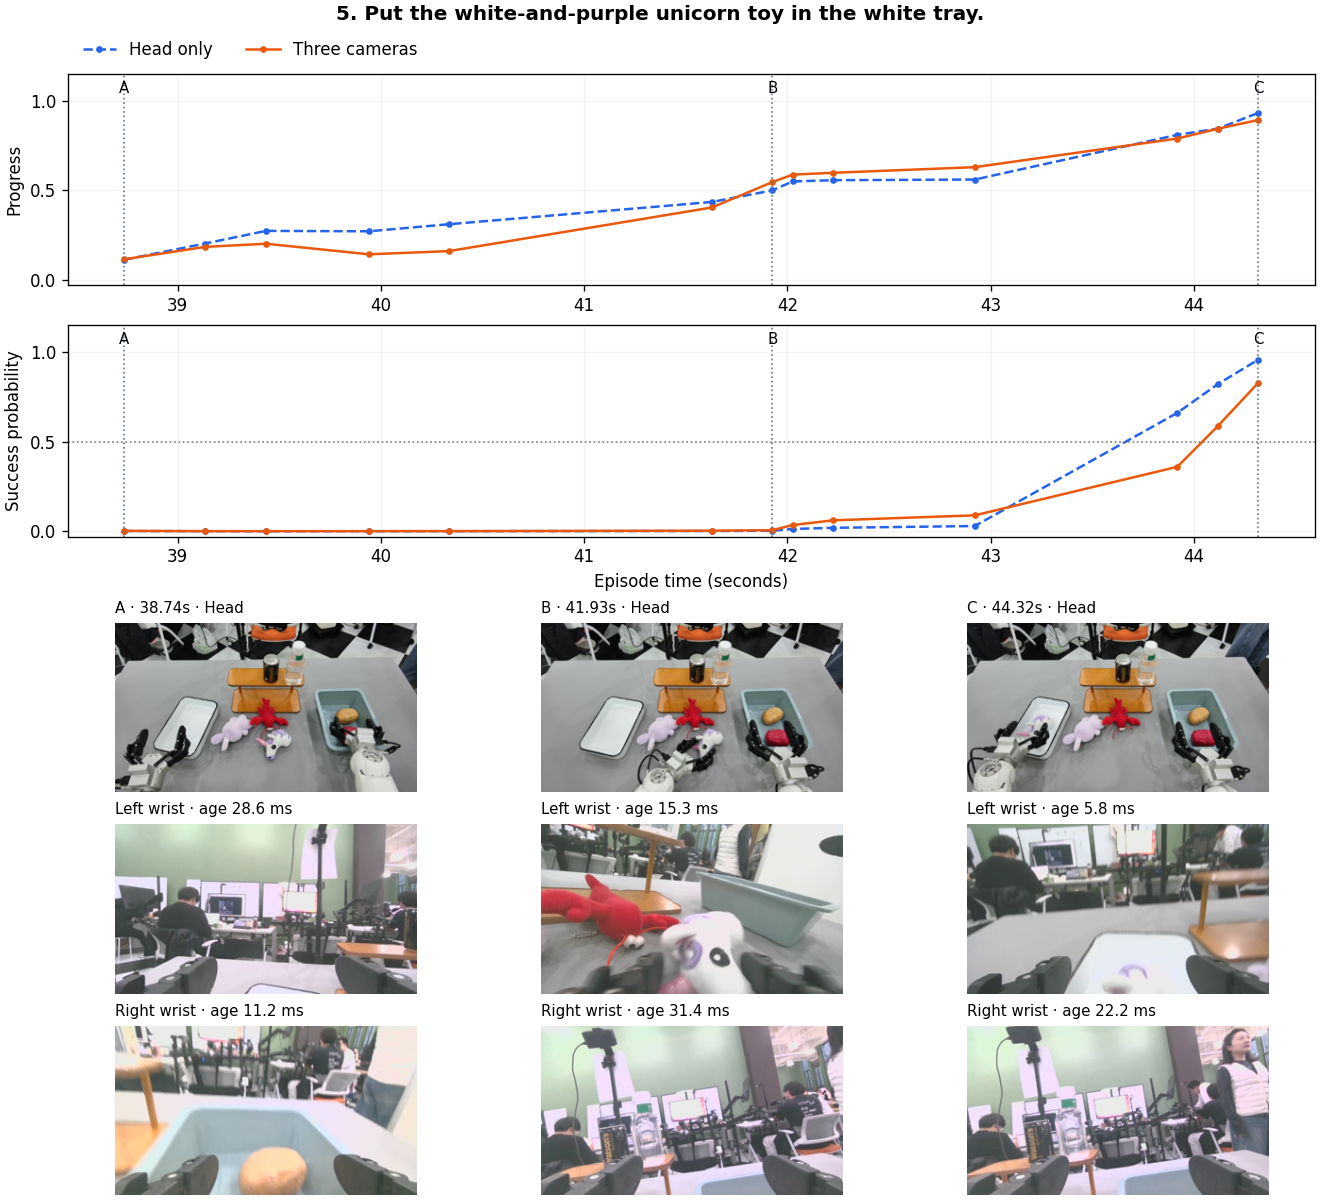 5. Put the white-and-purple unicorn toy in the white tray.
Head only
Three cameras
A
B
C
1.0
0.5
0.0
Progress
39
40
41
42
43
44
A
B
C
1.0
0.5
0.0
Success probability
39
40
41
42
43
44
Episode time (seconds)
A · 38.74s · Head
B · 41.93s · Head
C · 44.32s · Head
Left wrist · age 28.6 ms
Left wrist · age 15.3 ms
Left wrist · age 5.8 ms
Right wrist · age 11.2 ms
Right wrist · age 31.4 ms
Right wrist · age 22.2 ms